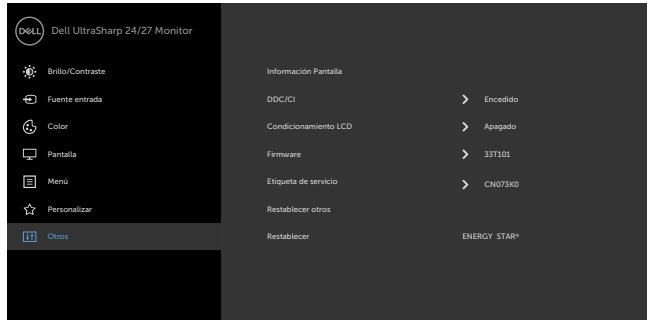 DELL Dell UltraSharp 24/27 Monitor
Brillo/Contraste Información Pantalla
Fuente entrada DDC/CI Encedido
Color Condicionamiento LCD Apagado
Pantalla Firmware 33T101
Menú Etiqueta de servicio CN073K0
Personalizar Restablecer otros
Otros Restablecer ENERGY STAR®